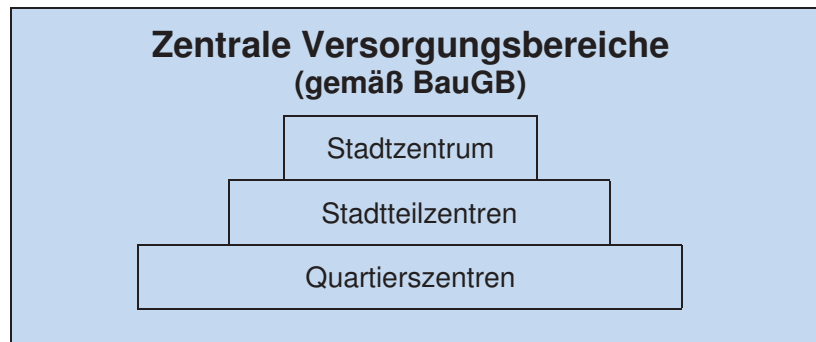 Zentrale Versorgungsbereiche
(gemäß BauGB)
Stadtzentrum
Stadtteilzentren
Quartierszentren